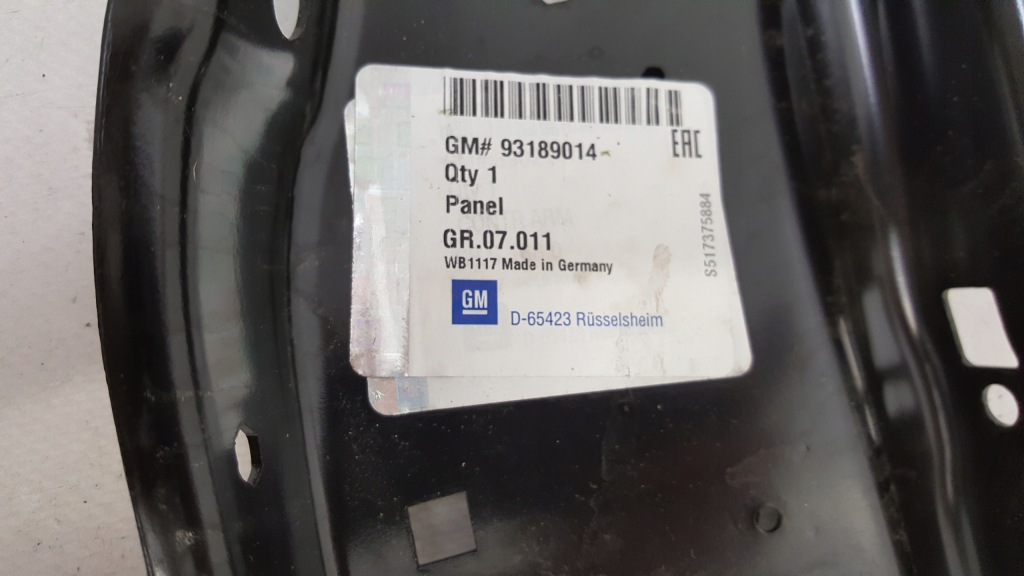 GM# 93189014
EAC
Qty 1
Panel
GR.07.011
WB1117 Made in Germany
GM
D-65423 Rüsselsheim
S517375884